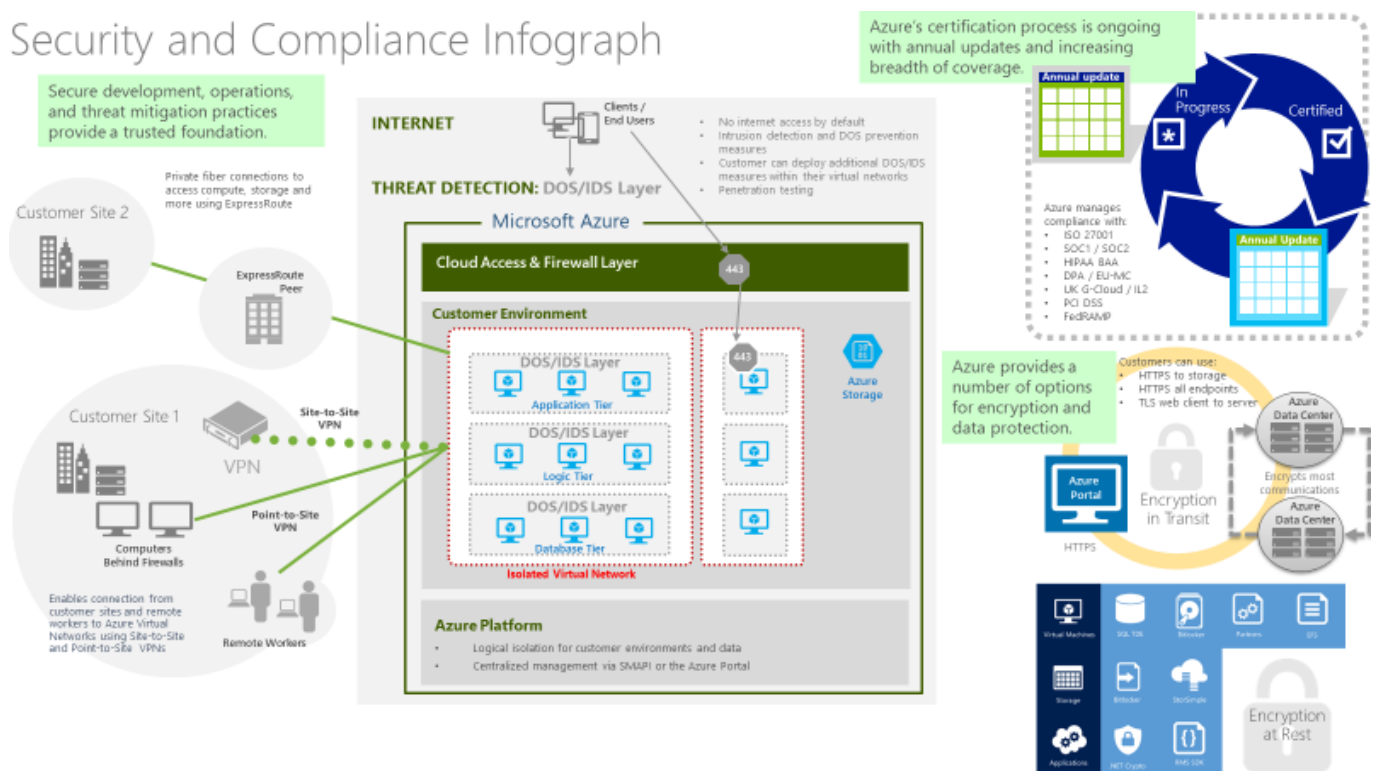 Security and Compliance Infograph
Secure development, operations,
and threat mitigation practices
provide a trusted foundation.
Private fiber connections to
access compute, storage and
more using ExpressRoute
Customer Site 2
ExpressRoute
Peer
Customer Site 1
VPN
Site-to-Site
VPN
Point-to-Site
VPN
Computers
Behind Firewalls
Enables connection from
customer sites and remote
workers to Azure Virtual
Networks using Site-to-Site
and Point-to-Site VPNs
Remote Workers
INTERNET
Clients /
End Users
• No internet access by default
• Intrusion detection and DOS prevention
measures
• Customer can deploy additional DOS/IDS
measures within their virtual networks
• Penetration testing
THREAT DETECTION: DOS/IDS Layer
Microsoft Azure
Cloud Access & Firewall Layer
443
Customer Environment
DOS/IDS Layer
Application Tier
DOS/IDS Layer
Logic Tier
DOS/IDS Layer
Database Tier
Isolated Virtual Network
443
Azure
Storage
Azure Platform
• Logical isolation for customer environments and data
• Centralized management via SMAPI or the Azure Portal
Azure's certification process is ongoing
with annual updates and increasing
breadth of coverage.
Annual update
In
Progress
Certified
Annual Update
Azure manages
compliance with:
• ISO 27001
• SOC1 / SOC2
• HIPAA BAA
• DPA / EU-MC
• UK G-Cloud / IL2
• PCI DSS
• FedRAMP
Azure provides a
number of options
for encryption and
data protection.
Customers can use:
• HTTPS to storage
• HTTPS all endpoints
• TLS web client to server
Azure
Portal
HTTPS
Encryption
in Transit
Azure
Data Center
Encrypts most
communications
Azure
Data Center
Virtual Machines
SQL TDE
Bitlocker
Partners
EFS
Storage
Bitlocker
StorSimple
Applications
.NET Crypto
RMS SDK
Encryption
at Rest